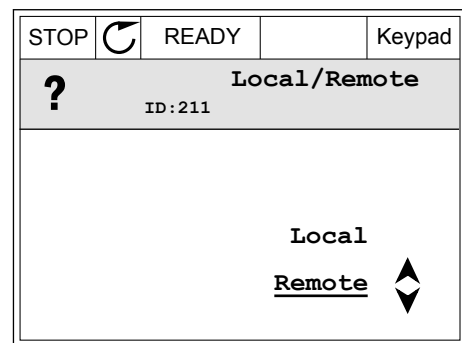 STOP READY Keypad
? Local/Remote
ID:211
Local
Remote